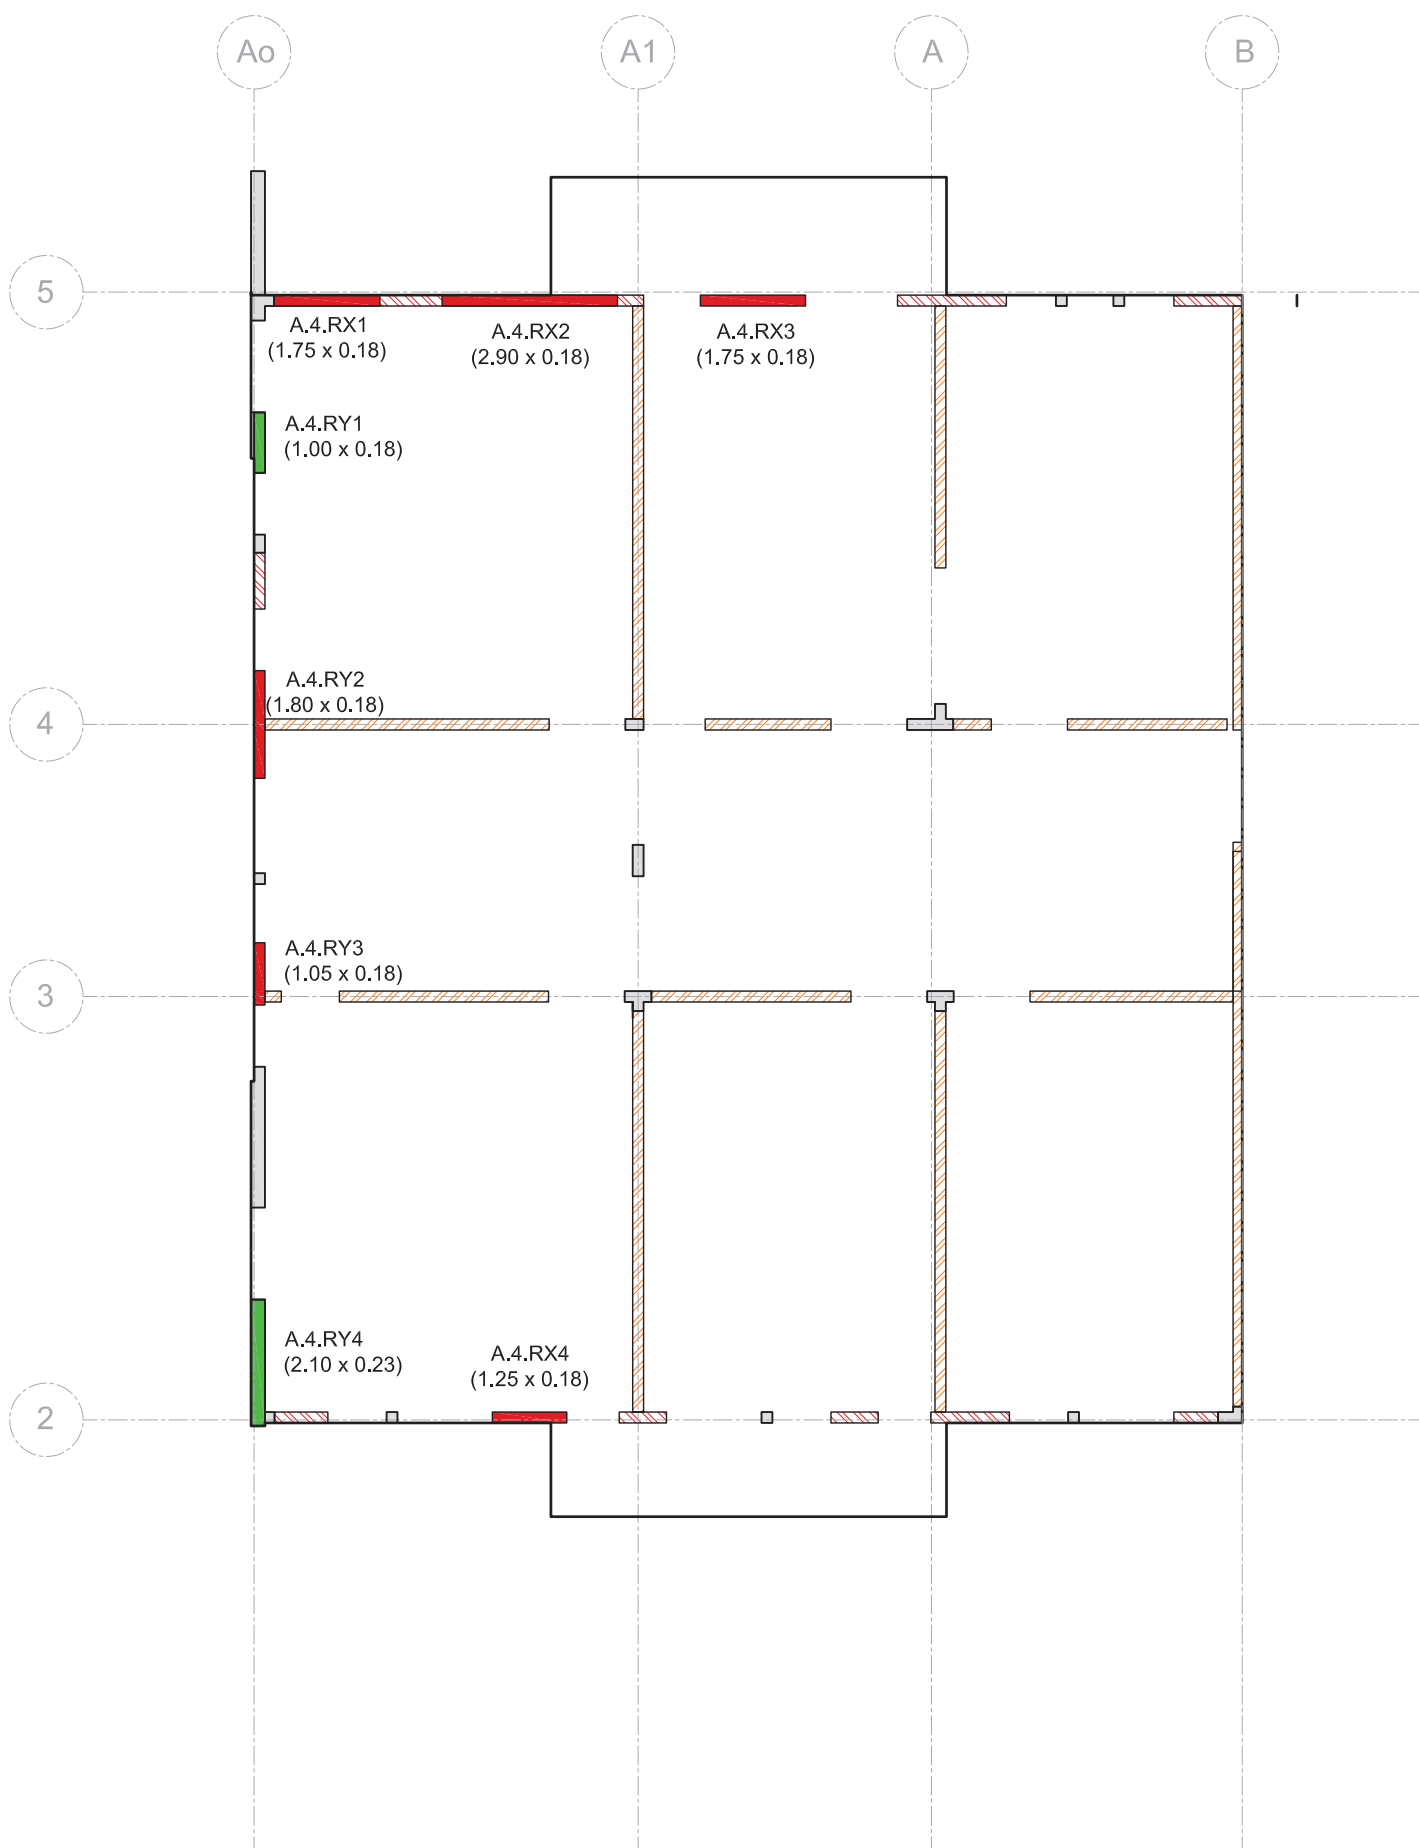 Ao
A1
A
B
5
A.4.RX1
(1.75 x 0.18)
A.4.RX2
(2.90 x 0.18)
A.4.RX3
(1.75 x 0.18)
A.4.RY1
(1.00 x 0.18)
A.4.RY2
(1.80 x 0.18)
4
A.4.RY3
(1.05 x 0.18)
3
A.4.RY4
(2.10 x 0.23)
A.4.RX4
(1.25 x 0.18)
2